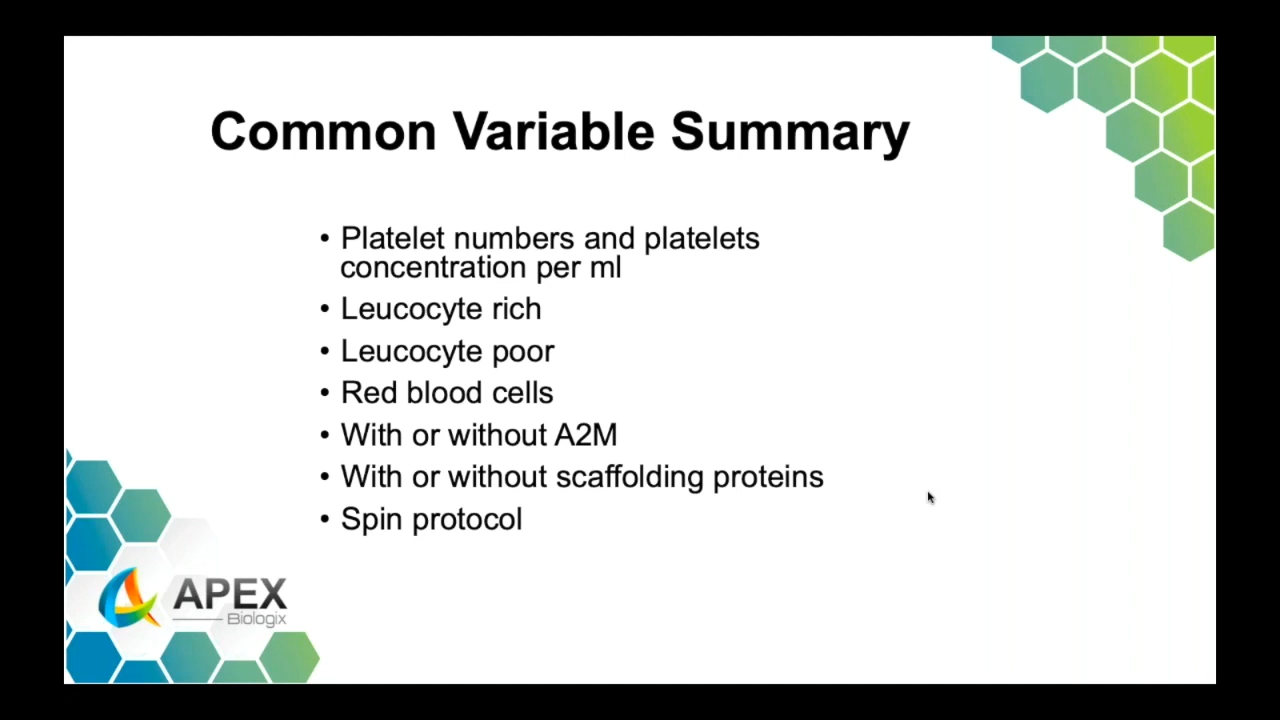 Common Variable Summary
• Platelet numbers and platelets
concentration per ml
• Leucocyte rich
• Leucocyte poor
• Red blood cells
• With or without A2M
• With or without scaffolding proteins
• Spin protocol
APEX
Biologix